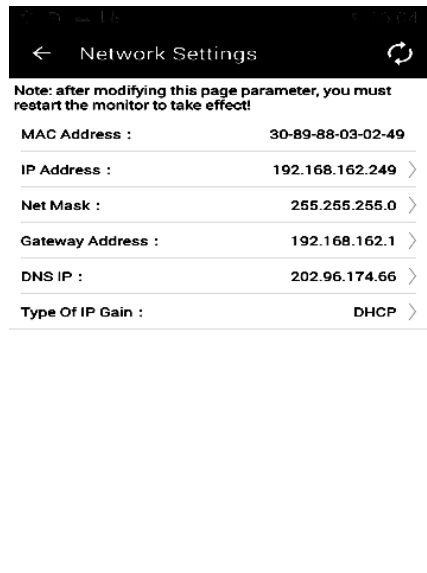 Network Settings
Note: after modifying this page parameter, you must
restart the monitor to take effect!
MAC Address : 30-89-88-03-02-49
IP Address : 192.168.162.249
Net Mask : 255.255.255.0
Gateway Address : 192.168.162.1
DNS IP : 202.96.174.66
Type Of IP Gain : DHCP